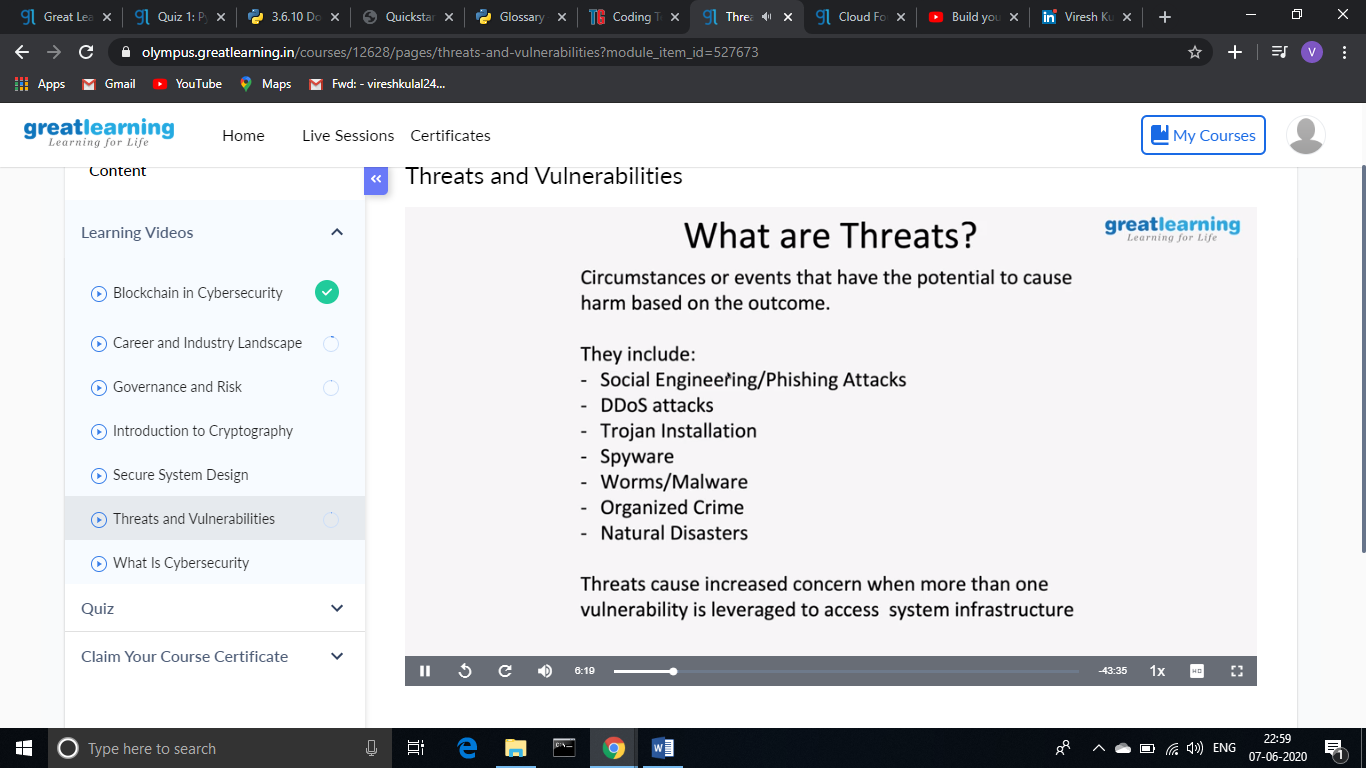 Great Lea
Quiz 1: P
3.6.10 Do
Quickstar
Glossary
Coding T
Threa
Cloud Fo
Build you
Viresh Ku
olympus.greatlearning.in/courses/12628/pages/threats-and-vulnerabilities?module_item_id=527673
V
Apps
Gmail
YouTube
Maps
Fwd: - vireshkulal24...
greatlearning
Learning for Life
Home
Live Sessions
Certificates
My Courses
Content
Learning Videos
Blockchain in Cybersecurity
Career and Industry Landscape
Governance and Risk
Introduction to Cryptography
Secure System Design
Threats and Vulnerabilities
What Is Cybersecurity
Quiz
Claim Your Course Certificate
Threats and Vulnerabilities
What are Threats?
greatlearning
Learning for Life
Circumstances or events that have the potential to cause
harm based on the outcome.
They include:
- Social Engineering/Phishing Attacks
- DDoS attacks
- Trojan Installation
- Spyware
- Worms/Malware
- Organized Crime
- Natural Disasters
Threats cause increased concern when more than one
vulnerability is leveraged to access system infrastructure
6:19
-43:35
1x
HD
Type here to search
ENG
22:59
07-06-2020
1